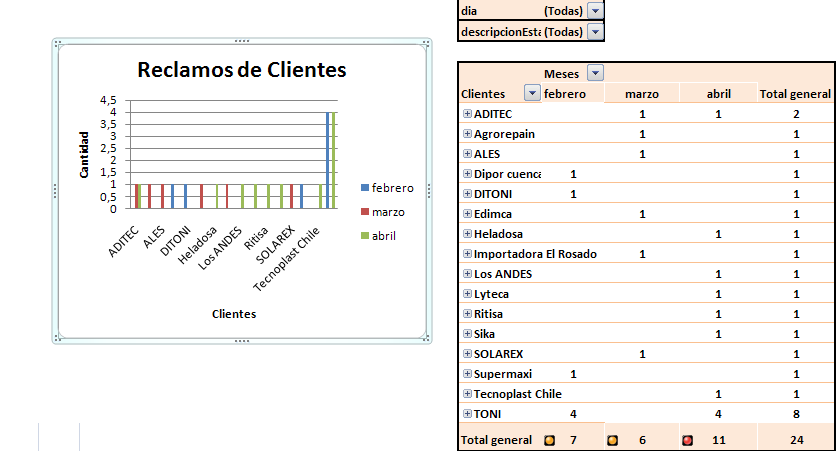 Reclamos de Clientes
Cantidad
4,5
4
3,5
3
2,5
2
1,5
1
0,5
0
ADITEC
ALES
DITONI
Heladosa
Los ANDES
Ritisa
SOLAREX
Tecnoplast Chile
Clientes
febrero
marzo
abril
dia (Todas)
descripcionEsta (Todas)
Meses
Clientes febrero marzo abril Total general
ADITEC 1 1 2
Agrorepain 1 1
ALES 1 1
Dipor cuenca 1 1
DITONI 1 1
Edimca 1 1
Heladosa 1 1
Importadora El Rosado 1 1
Los ANDES 1 1
Lyteca 1 1
Ritisa 1 1
Sika 1 1
SOLAREX 1 1
Supermaxi 1 1
Tecnoplast Chile 1 1
TONI 4 4 8
Total general 7 6 11 24